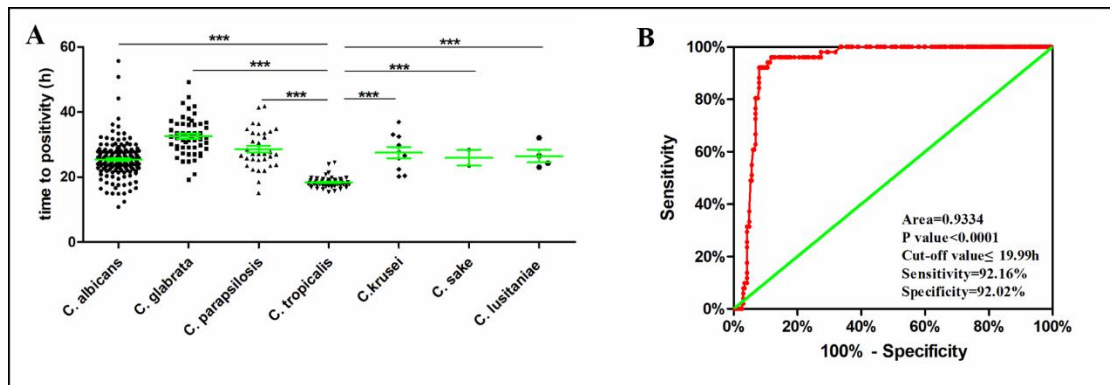 A
time to positivity (h)
60
40
20
0
***
***
***
***
***
***
C. albicans
C. glabrata
C. parapsilosis
C. tropicalis
C.krusei
C. sake
C. lusitaniae
B
Sensitivity
100%
80%
60%
40%
20%
0%
Area=0.9334
P value<0.0001
Cut-off value≤ 19.99h
Sensitivity=92.16%
Specificity=92.02%
0%
20%
40%
60%
80%
100%
100% - Specificity